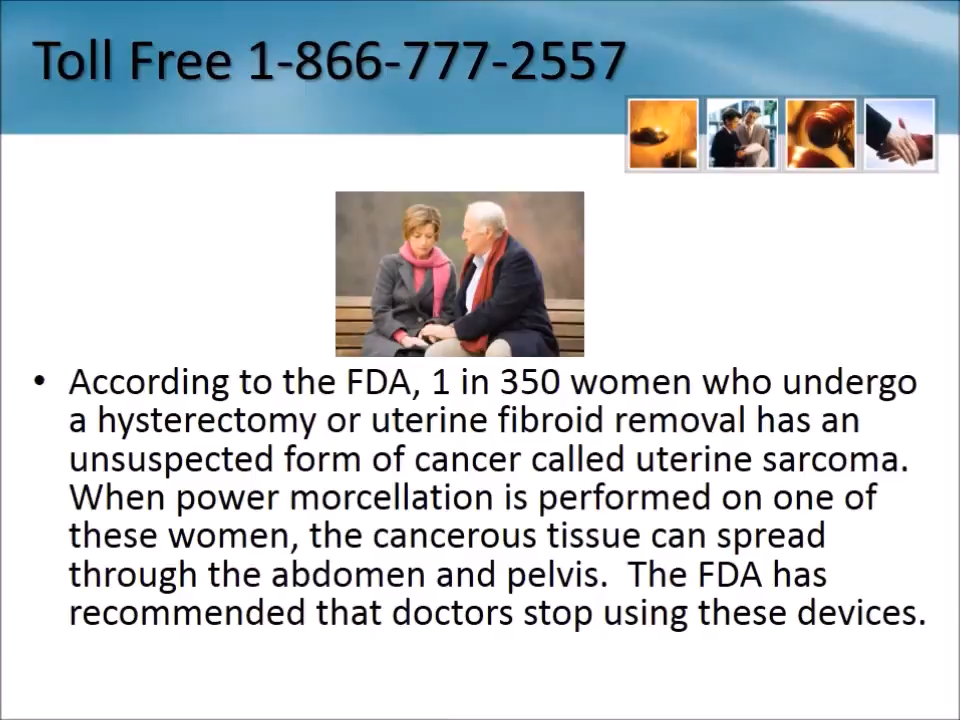 Toll Free 1-866-777-2557
• According to the FDA, 1 in 350 women who undergo
a hysterectomy or uterine fibroid removal has an
unsuspected form of cancer called uterine sarcoma.
When power morcellation is performed on one of
these women, the cancerous tissue can spread
through the abdomen and pelvis.  The FDA has
recommended that doctors stop using these devices.